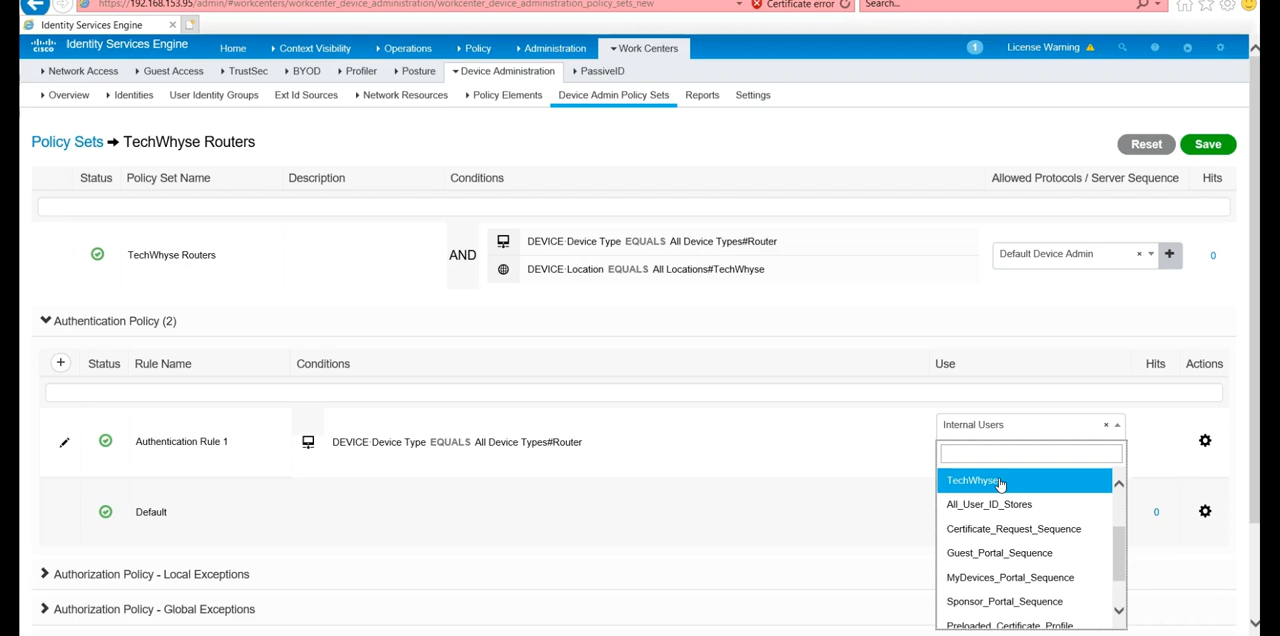 https://192.168.153.95/admin/#workcenters/workcenter_device_administration/workcenter_device_administration_policy_sets_new
Certificate error
Search...
Identity Services Engine
cisco Identity Services Engine Home Context Visibility Operations Policy Administration Work Centers 1 License Warning
Network Access Guest Access TrustSec BYOD Profiler Posture Device Administration PassiveID
Overview Identities User Identity Groups Ext Id Sources Network Resources Policy Elements Device Admin Policy Sets Reports Settings
Policy Sets TechWhyse Routers Reset Save
Status Policy Set Name Description Conditions Allowed Protocols / Server Sequence Hits
DEVICE·Device Type EQUALS All Device Types#Router
TechWhyse Routers AND Default Device Admin × + 0
DEVICE·Location EQUALS All Locations#TechWhyse
Authentication Policy (2)
+ Status Rule Name Conditions Use Hits Actions
Internal Users ×
Authentication Rule 1 DEVICE·Device Type EQUALS All Device Types#Router
TechWhyse
All_User_ID_Stores
Default 0
Certificate_Request_Sequence
Guest_Portal_Sequence
Authorization Policy - Local Exceptions
MyDevices_Portal_Sequence
Sponsor_Portal_Sequence
Authorization Policy - Global Exceptions
Preloaded_Certificate_Profile